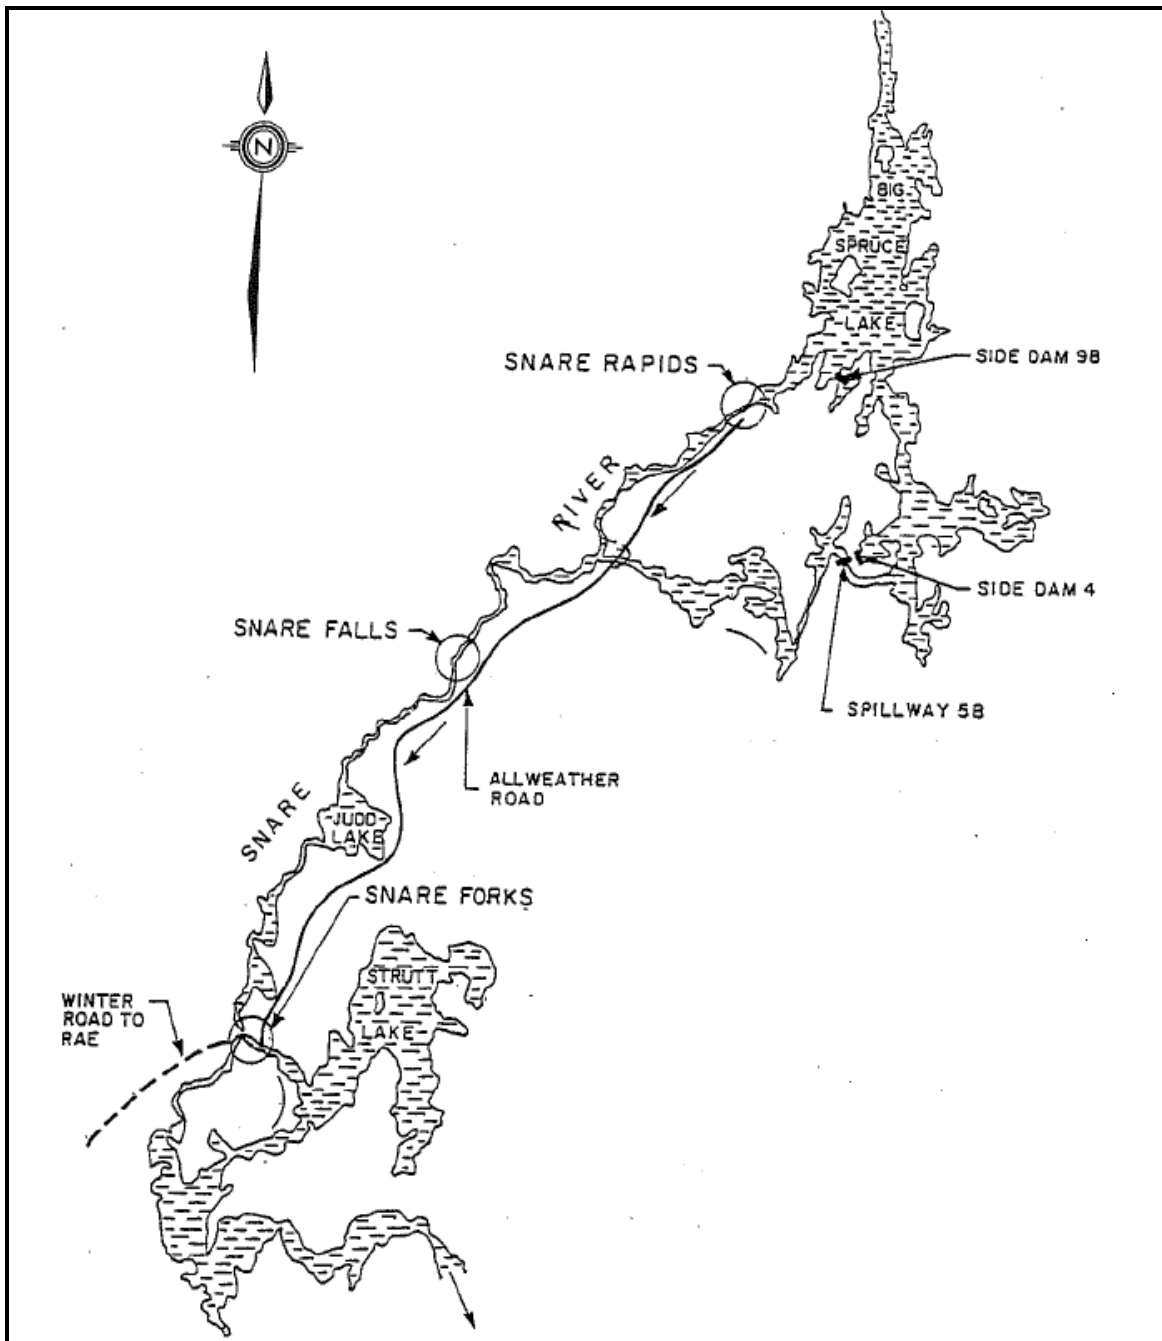 N
BIG
SPRUCE
LAKE
SIDE DAM 9B
SNARE RAPIDS
RIVER
SIDE DAM 4
SNARE FALLS
SPILLWAY 5B
ALLWEATHER
ROAD
SNARE
JUDD
LAKE
SNARE FORKS
STRUTT
LAKE
WINTER
ROAD TO
RAE